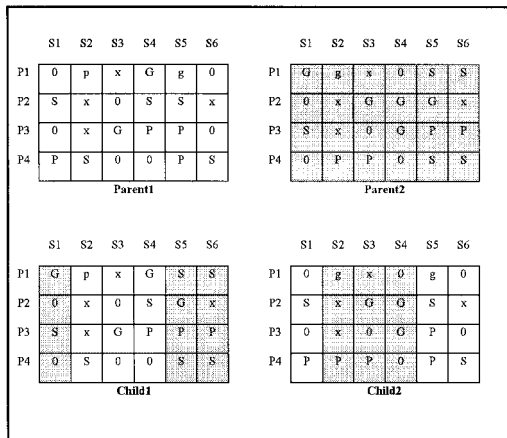 S1 S2 S3 S4 S5 S6
P1 0 p x G g 0
P2 S x 0 S S x
P3 0 x G P P 0
P4 P S 0 0 P S
Parent1
S1 S2 S3 S4 S5 S6
P1 G g x 0 S S
P2 0 x G G G x
P3 S x 0 G P P
P4 0 P P 0 S S
Parent2
S1 S2 S3 S4 S5 S6
P1 G p x G S S
P2 0 x 0 S G x
P3 S x G P P P
P4 0 S 0 0 S S
Child1
S1 S2 S3 S4 S5 S6
P1 0 g x 0 g 0
P2 S x G G S x
P3 0 x 0 G P 0
P4 P P P 0 P S
Child2